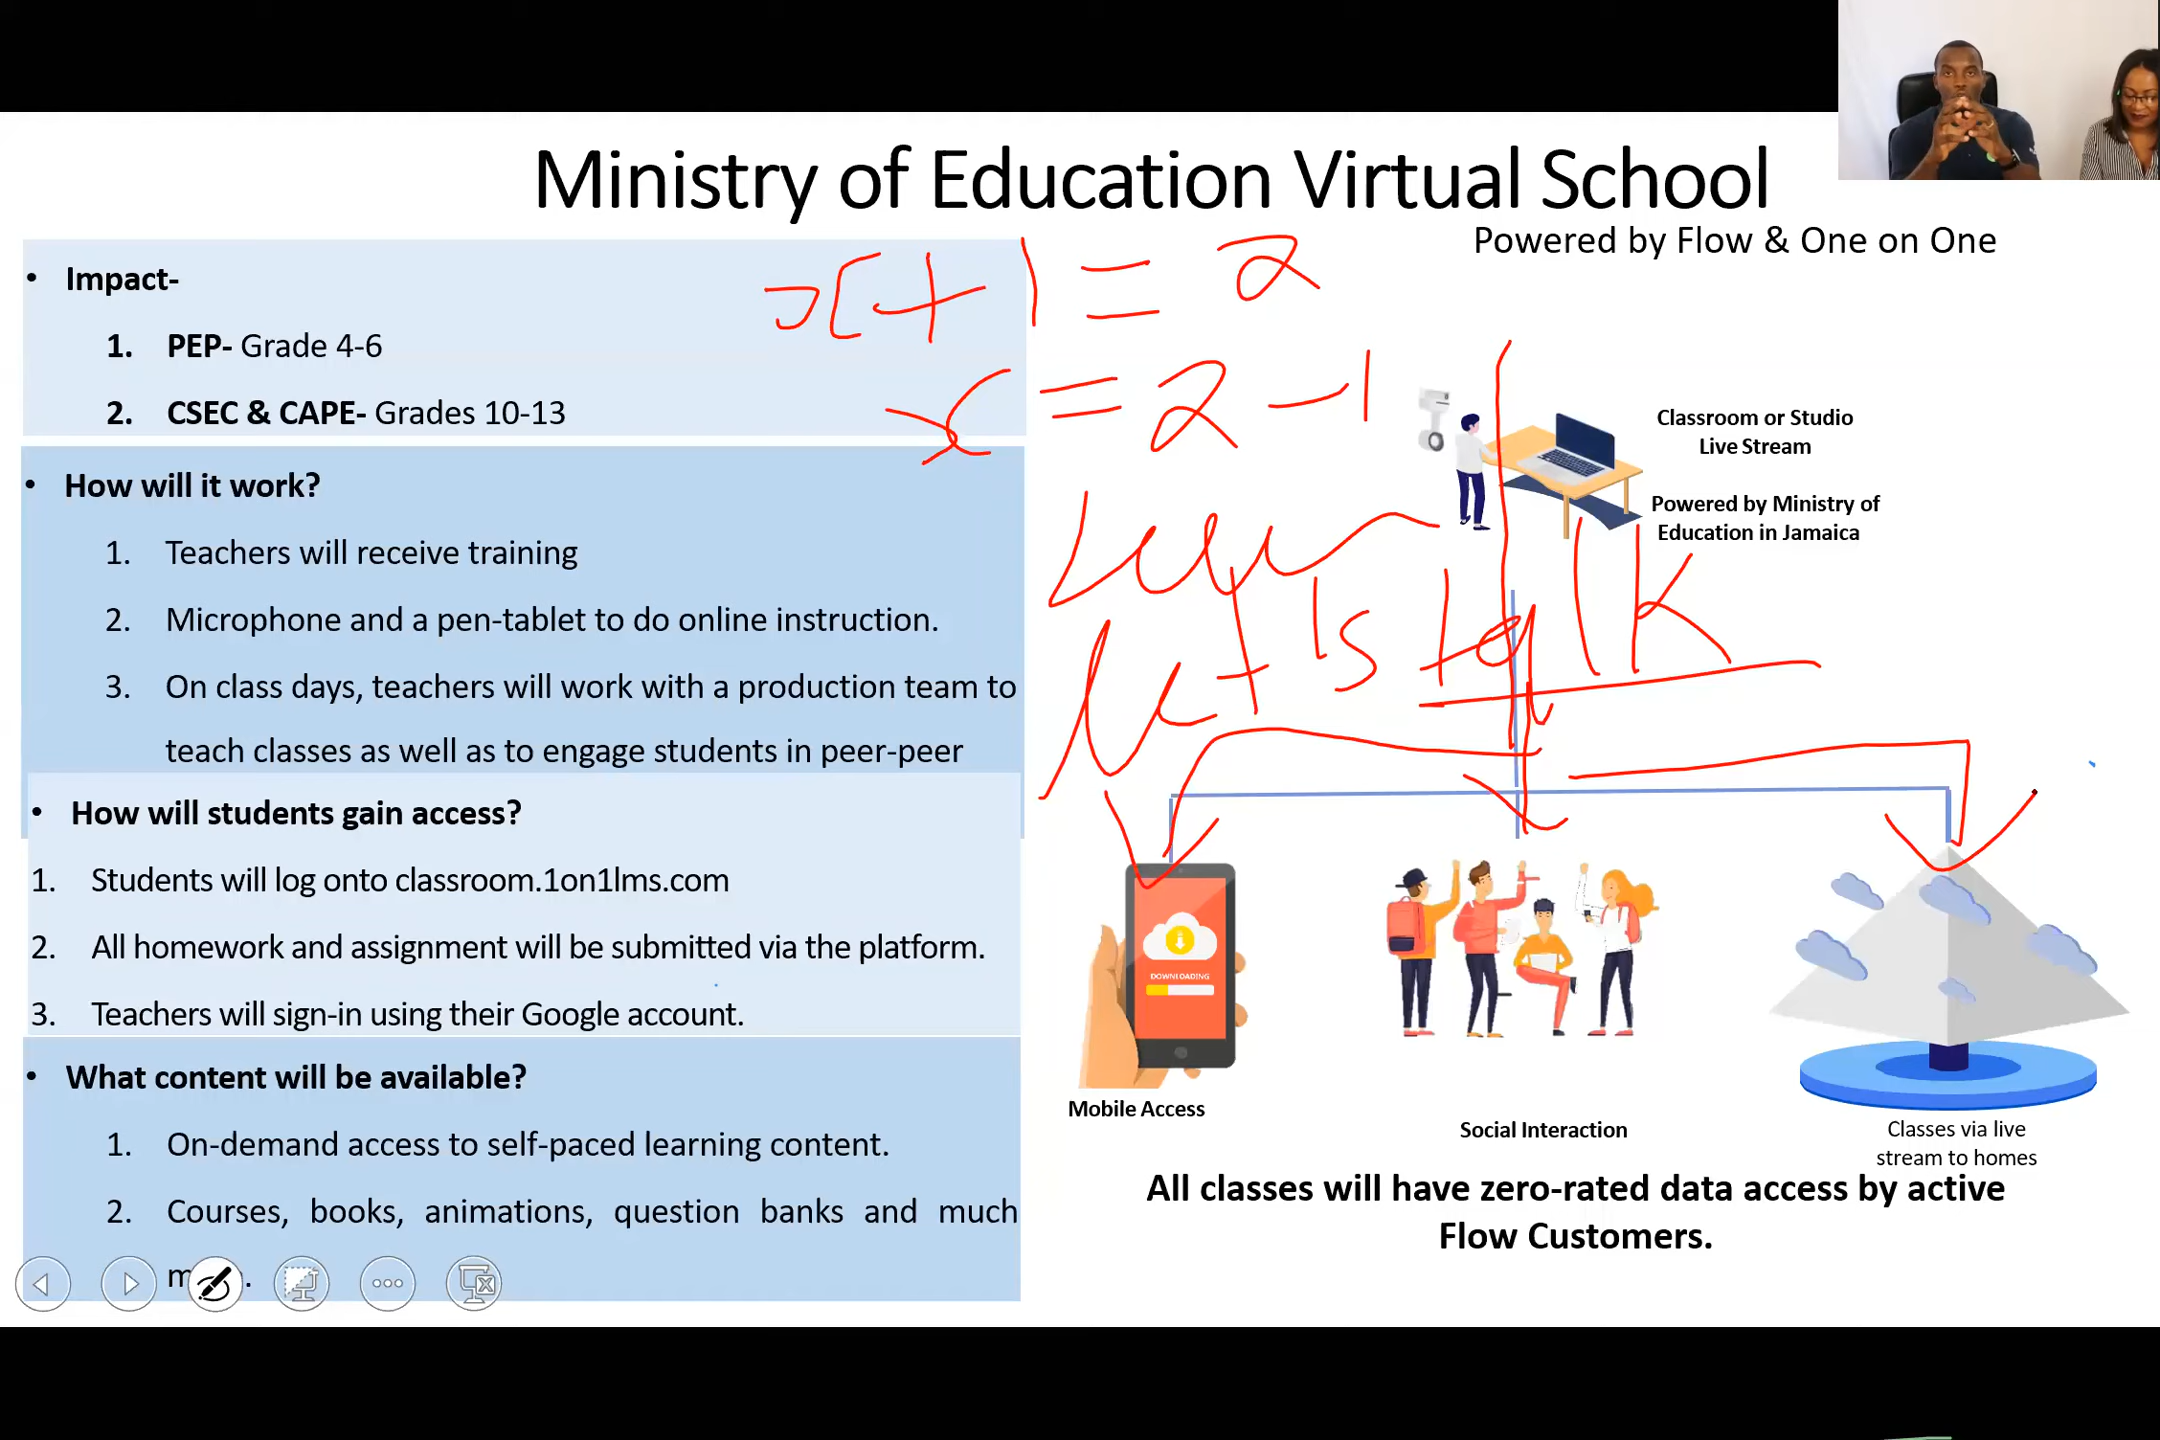 Ministry of Education Virtual School
Powered by Flow & One on One
• Impact-
1. PEP- Grade 4-6
2. CSEC & CAPE- Grades 10-13
• How will it work?
1. Teachers will receive training
2. Microphone and a pen-tablet to do online instruction.
3. On class days, teachers will work with a production team to
teach classes as well as to engage students in peer-peer
• How will students gain access?
1. Students will log onto classroom.1on1lms.com
2. All homework and assignment will be submitted via the platform.
3. Teachers will sign-in using their Google account.
• What content will be available?
1. On-demand access to self-paced learning content.
2. Courses, books, animations, question banks and much
x + 1 = 2
x = 2 - 1
Classroom or Studio
Live Stream
Powered by Ministry of
Education in Jamaica
let's talk
DOWNLOADING
Mobile Access
Social Interaction
Classes via live
stream to homes
All classes will have zero-rated data access by active
Flow Customers.